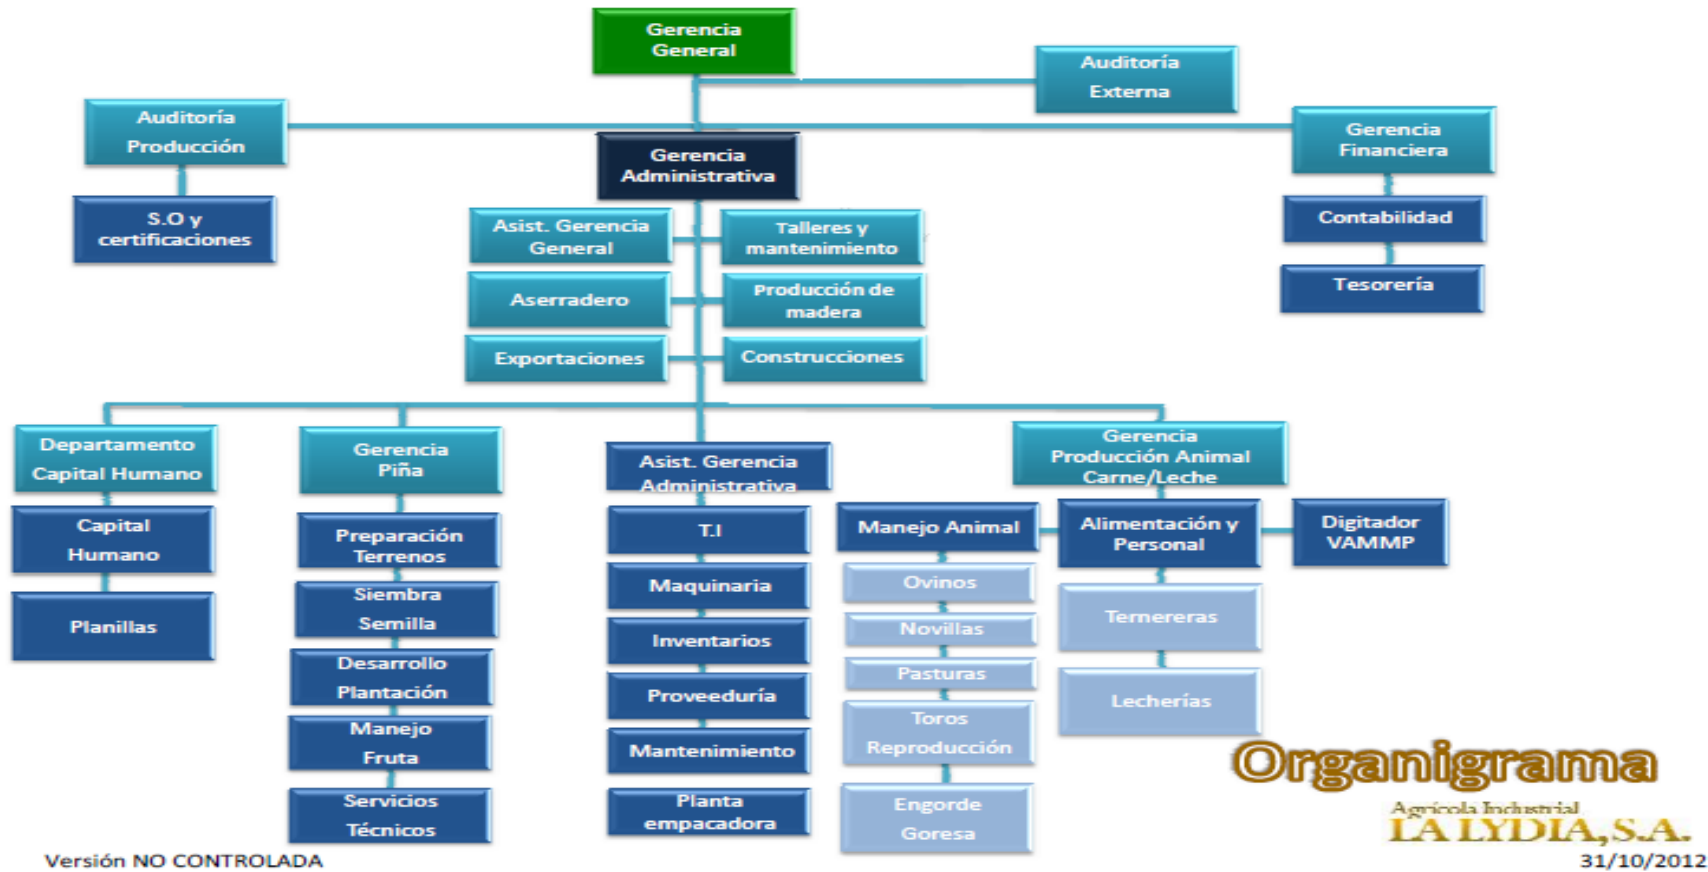 Gerencia
General
Auditoría
Externa
Auditoría
Producción
Gerencia
Administrativa
Gerencia
Financiera
S.O y
certificaciones
Asist. Gerencia
General
Talleres y
mantenimiento
Contabilidad
Aserradero
Producción de
madera
Tesorería
Exportaciones
Construcciones
Departamento
Capital Humano
Gerencia
Piña
Asist. Gerencia
Administrativa
Gerencia
Producción Animal
Carne/Leche
Capital
Humano
Planillas
Preparación
Terrenos
Siembra
Semilla
Desarrollo
Plantación
Manejo
Fruta
Servicios
Técnicos
T.I
Maquinaria
Inventarios
Proveeduría
Mantenimiento
Planta
empacadora
Manejo Animal
Ovinos
Novillas
Pasturas
Toros
Reproducción
Engorde
Goresa
Alimentación y
Personal
Ternereras
Lecherías
Digitador
VAMMP
Organigrama
Agrícola Industrial
LA LYDIA, S.A.
Versión NO CONTROLADA
31/10/2012